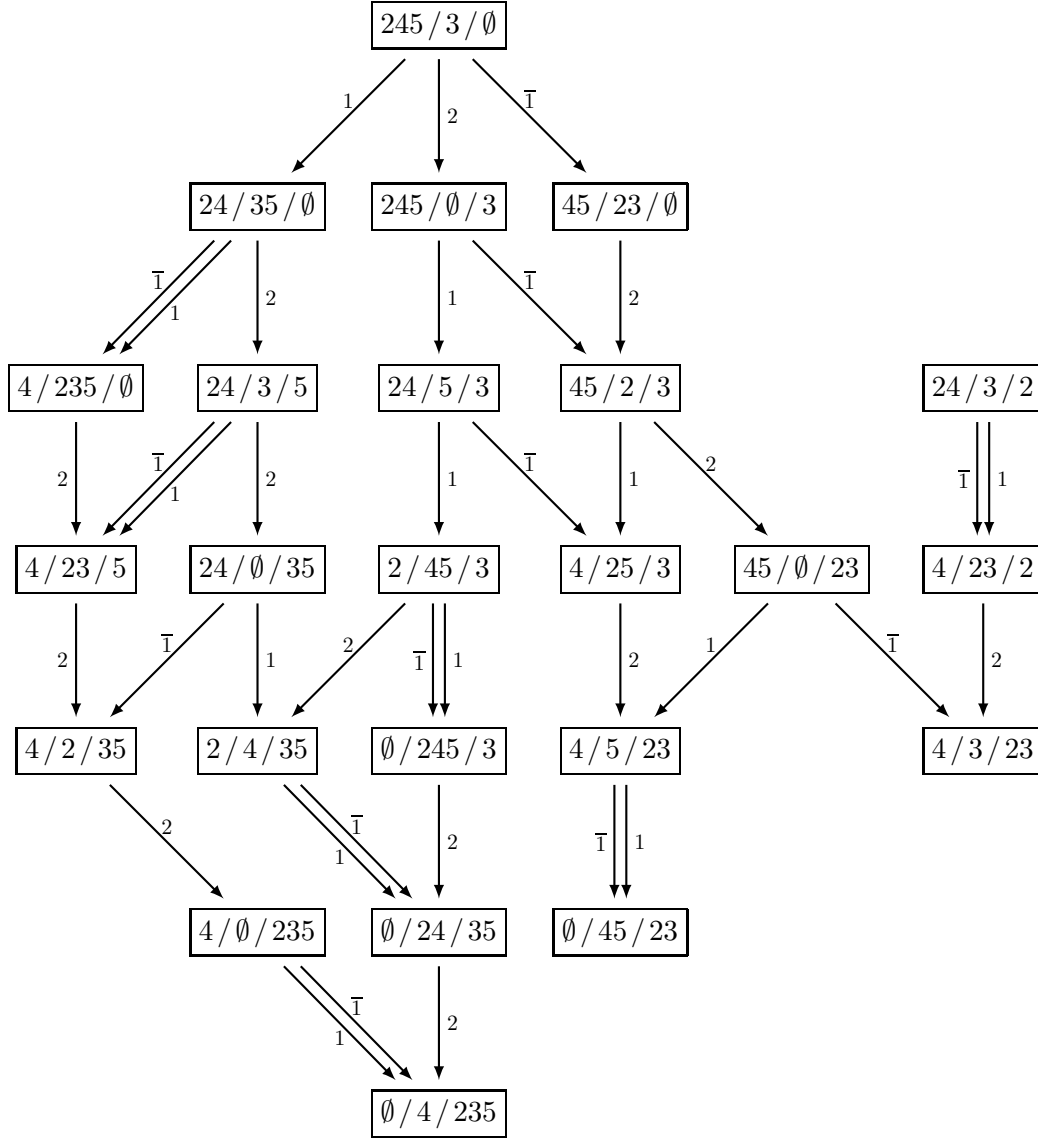 245 / 3 / ∅
1 2 1̅
24 / 35 / ∅ 245 / ∅ / 3 45 / 23 / ∅
1̅ 1 2 1 1̅ 2
4 / 235 / ∅ 24 / 3 / 5 24 / 5 / 3 45 / 2 / 3 24 / 3 / 2
2 1̅ 1 2 1 1̅ 1 2 1̅ 1
4 / 23 / 5 24 / ∅ / 35 2 / 45 / 3 4 / 25 / 3 45 / ∅ / 23 4 / 23 / 2
2 1̅ 1 2 1̅ 1 2 1 1̅ 2
4 / 2 / 35 2 / 4 / 35 ∅ / 245 / 3 4 / 5 / 23 4 / 3 / 23
2 1 1̅ 2 1̅ 1
4 / ∅ / 235 ∅ / 24 / 35 ∅ / 45 / 23
1 1̅ 2
∅ / 4 / 235